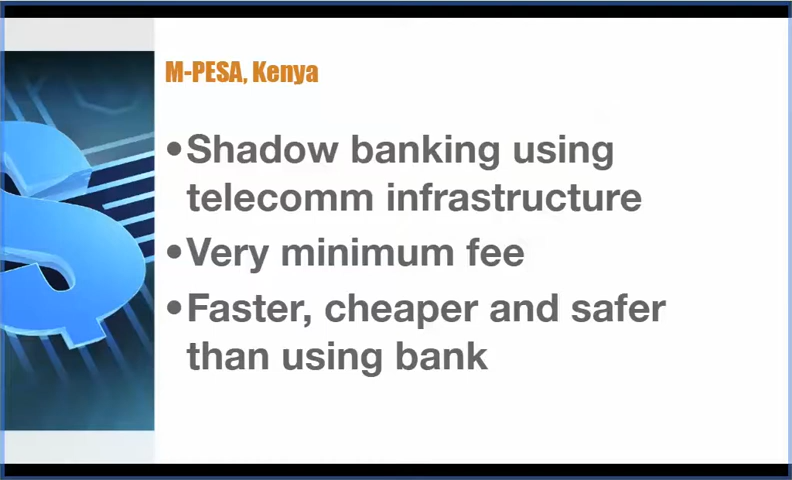 M-PESA, Kenya
•Shadow banking using
telecomm infrastructure
•Very minimum fee
•Faster, cheaper and safer
than using bank